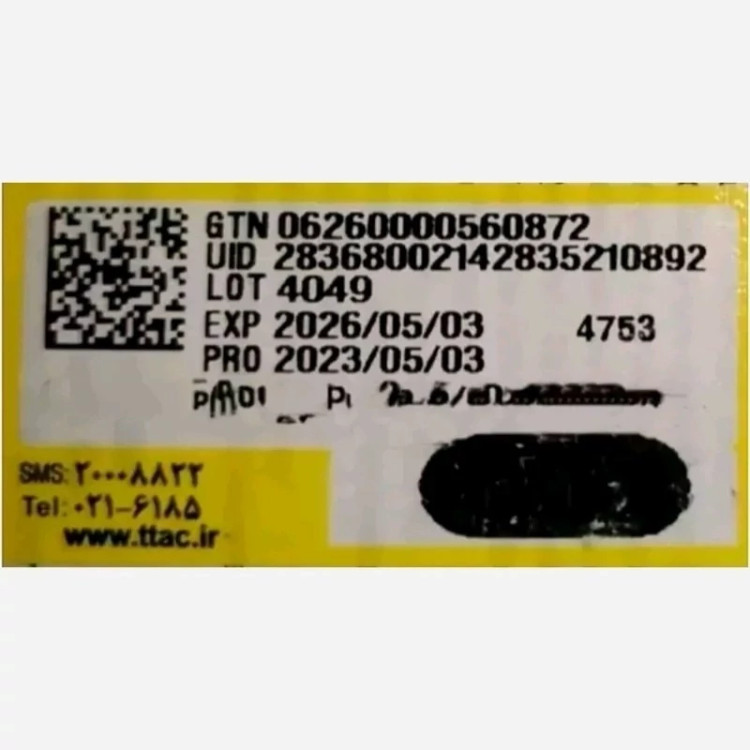 GTN 06260000560872
UID 28368002142835210892
LOT 4049
EXP 2026/05/03 4753
PRO 2023/05/03
SMS: ۲۰۰۰۸۸۲۲
Tel: ۰۲۱-۶۱۸۵
www.ttac.ir